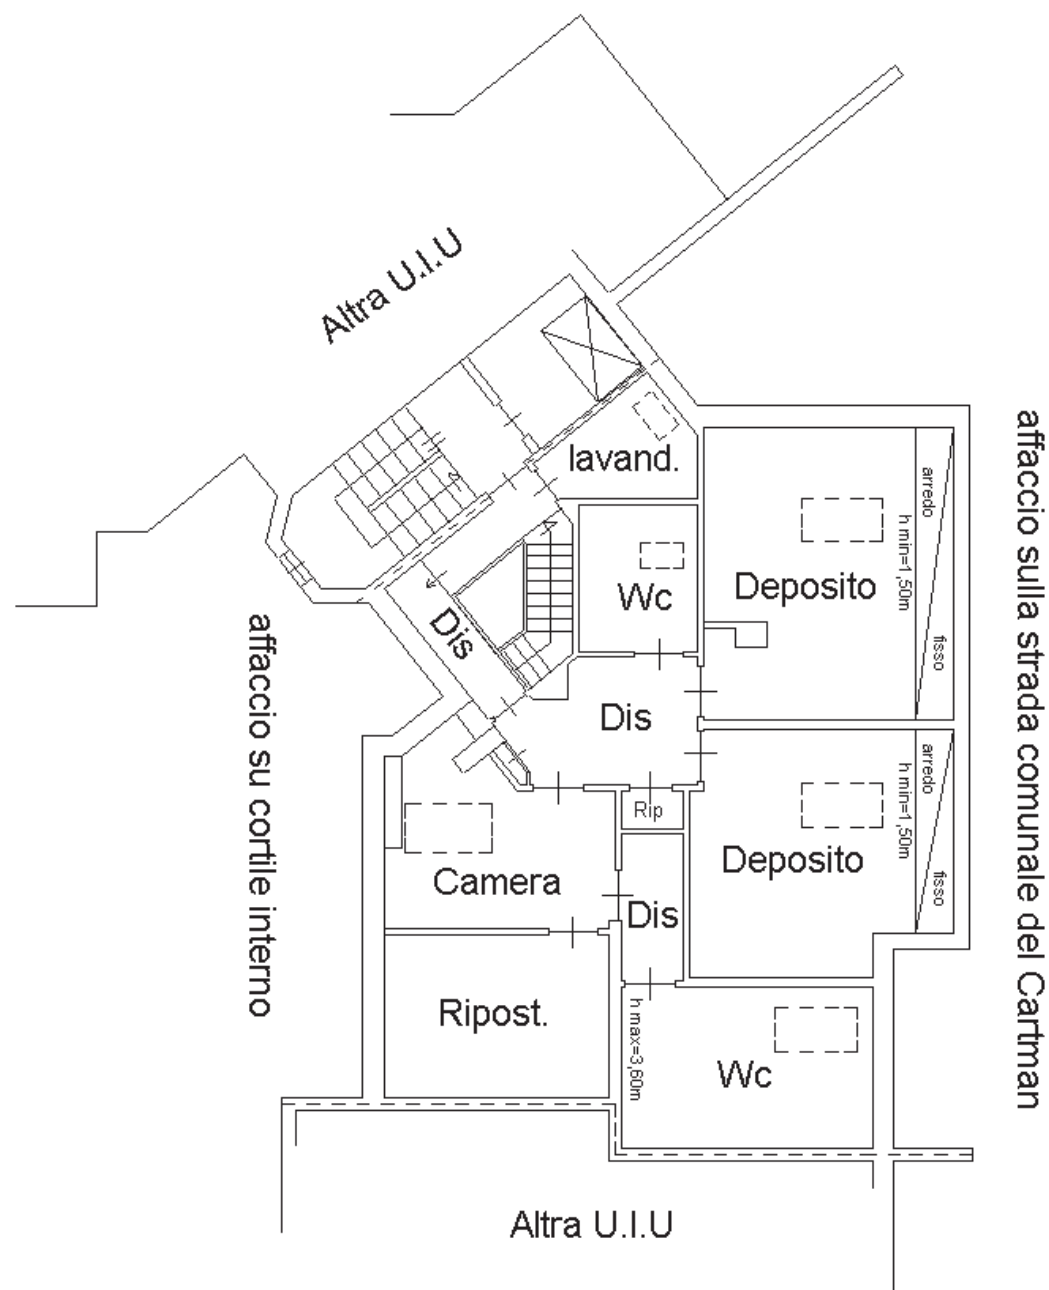 Altra U.I.U
lavand.
Deposito
arredo
fisso
h min=1,50m
Wc
Dis
Dis
affaccio su cortile interno
affaccio sulla strada comunale del Cartman
Rip
Deposito
arredo
fisso
h min=1,50m
Camera
Dis
Ripost.
h max=3,60m
Wc
Altra U.I.U